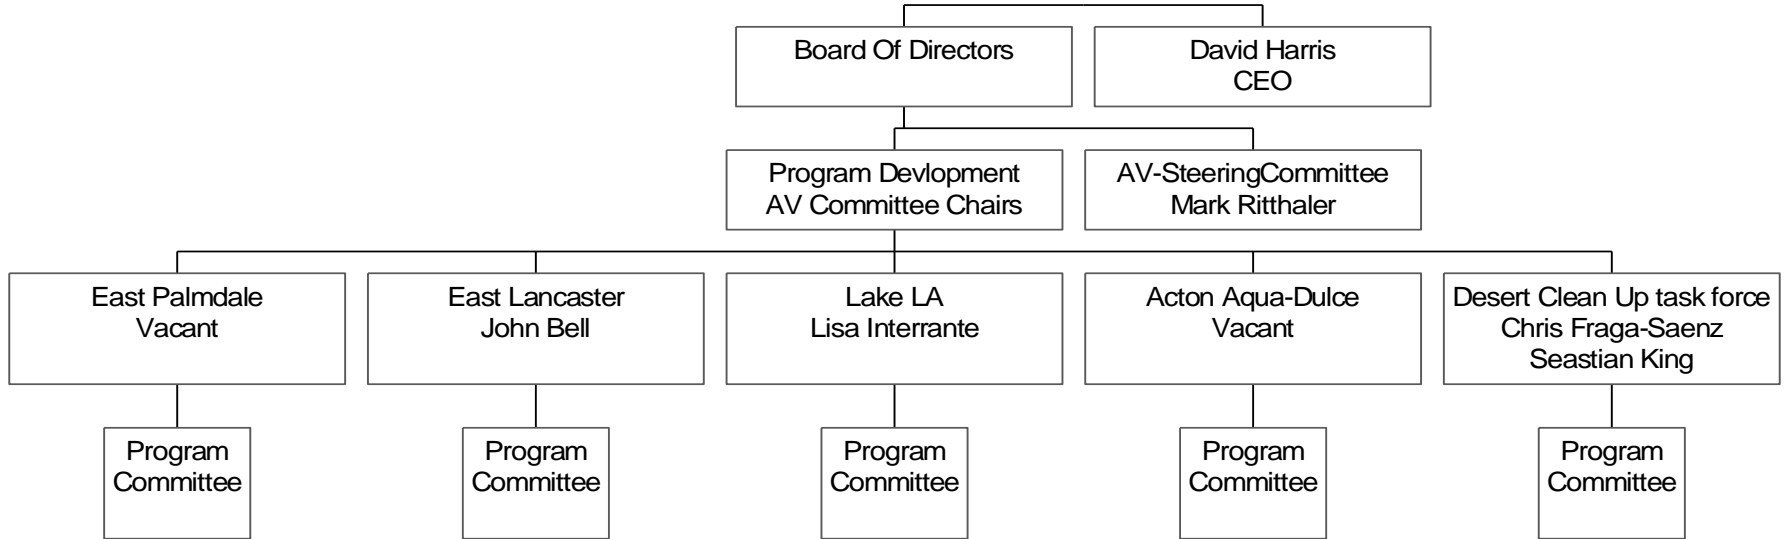 Board Of Directors
David Harris
CEO
Program Devlopment
AV Committee Chairs
AV-SteeringCommittee
Mark Ritthaler
East Palmdale
Vacant
East Lancaster
John Bell
Lake LA
Lisa Interrante
Acton Aqua-Dulce
Vacant
Desert Clean Up task force
Chris Fraga-Saenz
Seastian King
Program
Committee
Program
Committee
Program
Committee
Program
Committee
Program
Committee